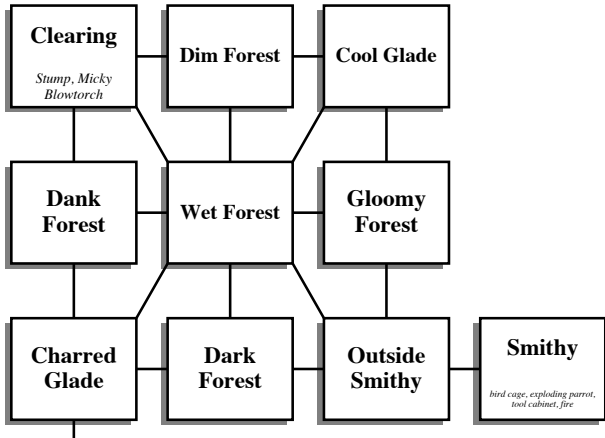 Clearing
Stump, Micky
Blowtorch
Dim Forest
Cool Glade
Dank
Forest
Wet Forest
Gloomy
Forest
Charred
Glade
Dark
Forest
Outside
Smithy
Smithy
bird cage, exploding parrot,
tool cabinet, fire